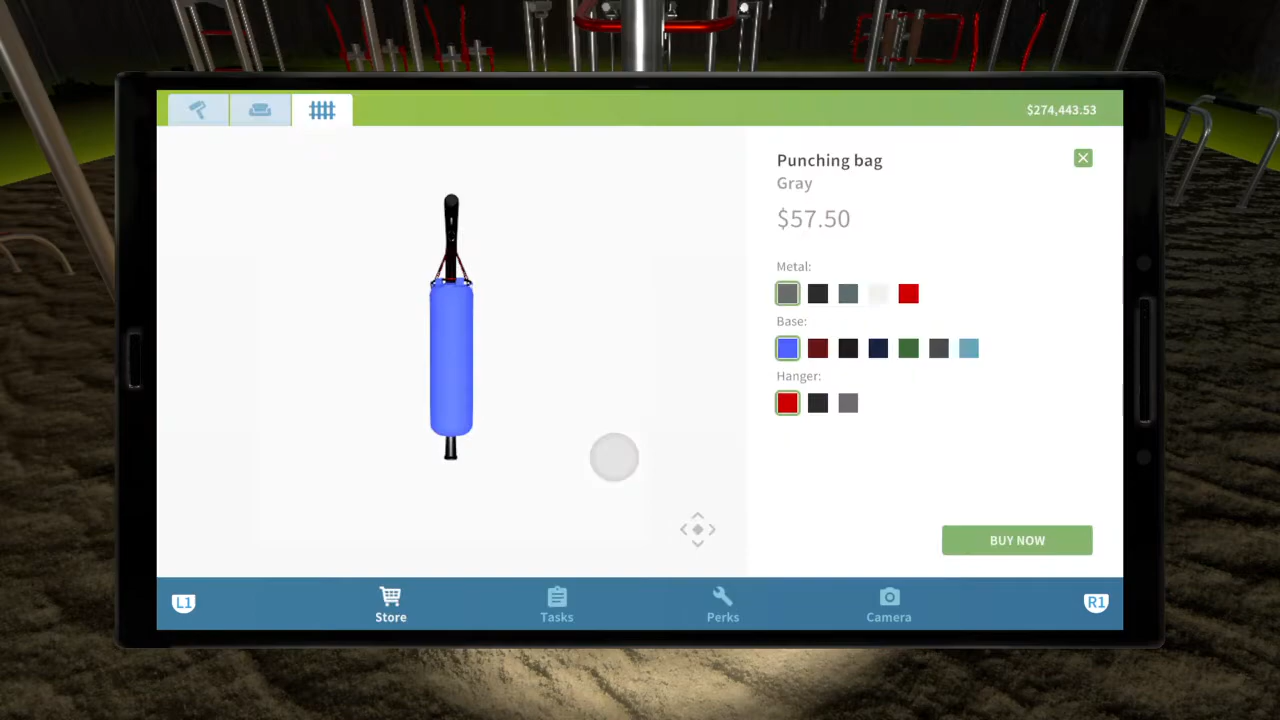 $274,443.53
Punching bag
Gray
$57.50
Metal:
Base:
Hanger:
BUY NOW
L1
Store
Tasks
Perks
Camera
R1